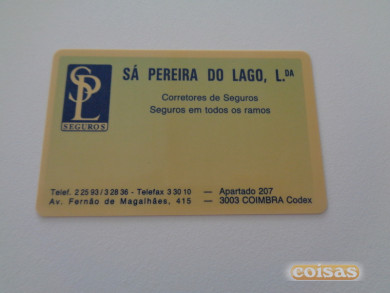 SPL
SEGUROS
SÁ PEREIRA DO LAGO, L.DA
Corretores de Seguros
Seguros em todos os ramos
Telef. 2 25 93 / 3 28 36 - Telefax 3 30 10 — Apartado 207
Av. Fernão de Magalhães, 415 — 3003 COIMBRA Codex
coisas